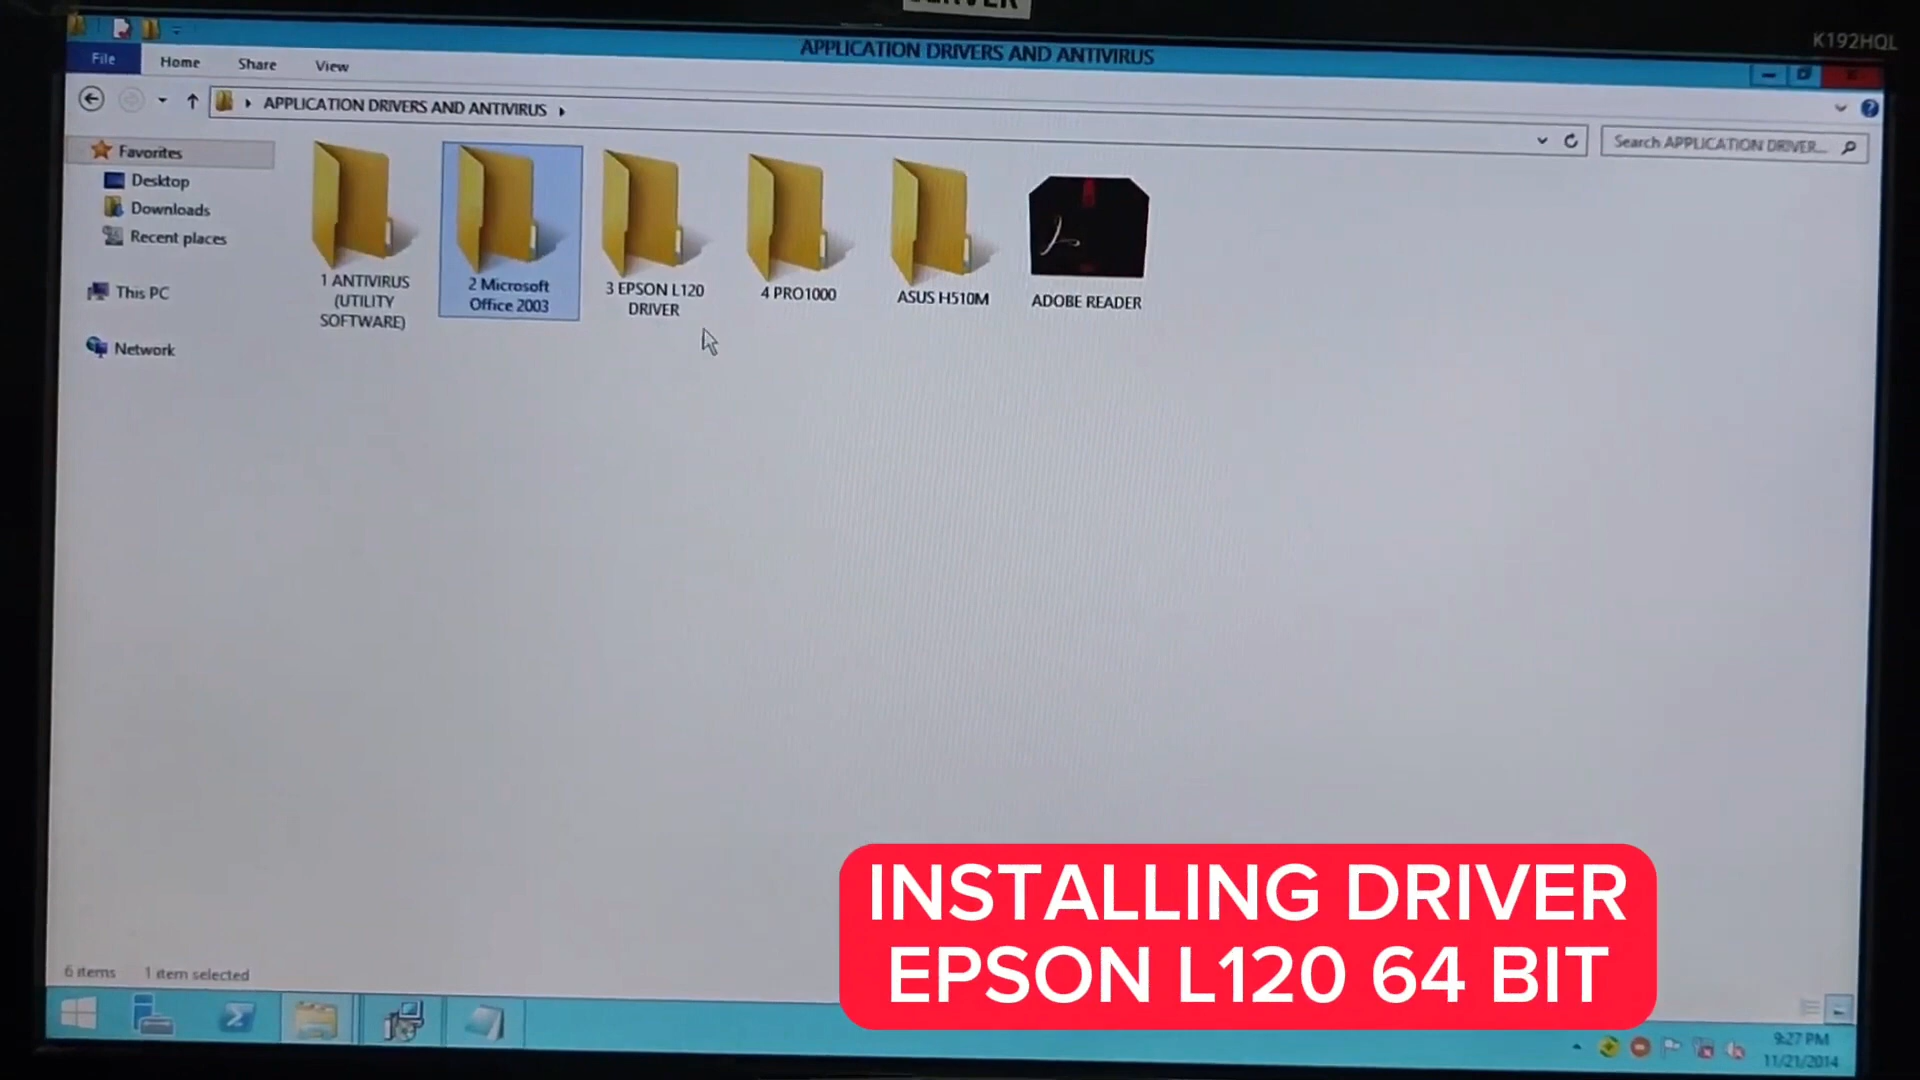 K192HQL
APPLICATION DRIVERS AND ANTIVIRUS
File Home Share View
APPLICATION DRIVERS AND ANTIVIRUS
Search APPLICATION DRIVER...
Favorites
Desktop
Downloads
Recent places
This PC
Network
1 ANTIVIRUS
(UTILITY
SOFTWARE)
2 Microsoft
Office 2003
3 EPSON L120
DRIVER
4 PRO1000
ASUS H510M
ADOBE READER
INSTALLING DRIVER
EPSON L120 64 BIT
6 items 1 item selected
9:27 PM
11/21/2014